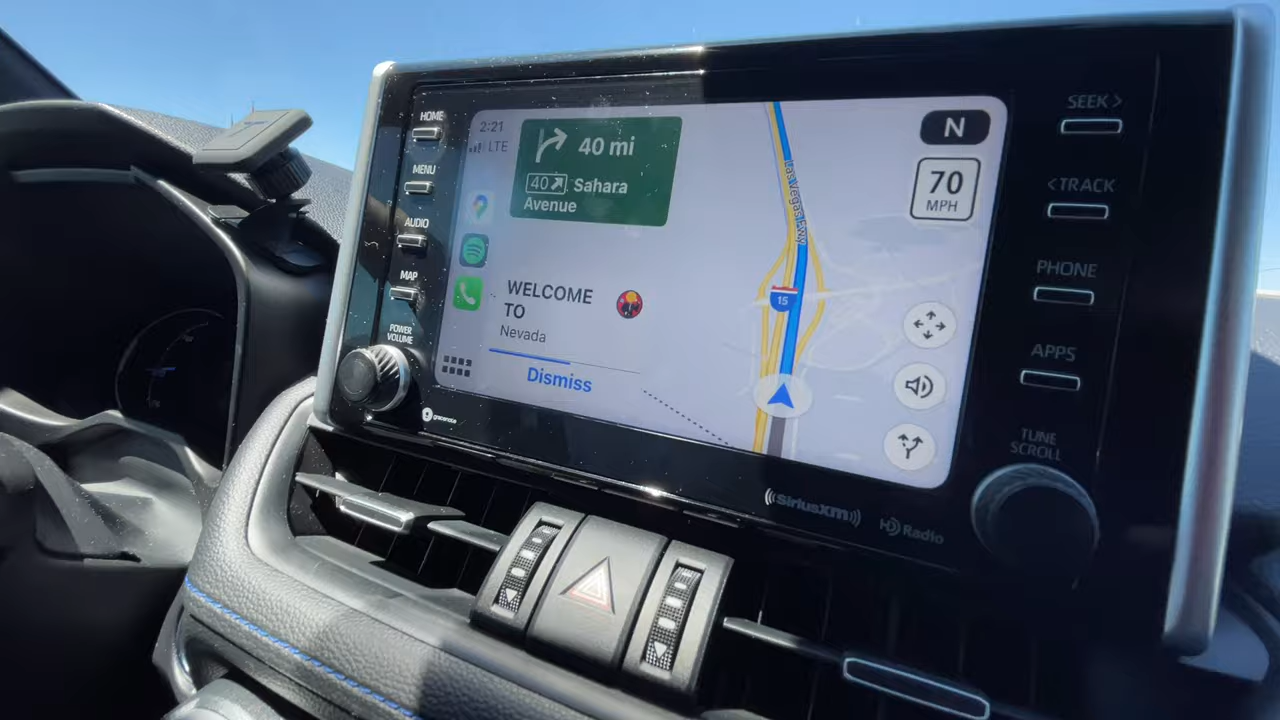 HOME
MENU
AUDIO
MAP
POWER
VOLUME
gracenote
2:21
LTE
40 mi
40 Sahara
Avenue
WELCOME
TO
Nevada
Dismiss
Las Vegas Fwy
15
N
70
MPH
SEEK >
< TRACK
PHONE
APPS
TUNE
SCROLL
SiriusXM
HD Radio